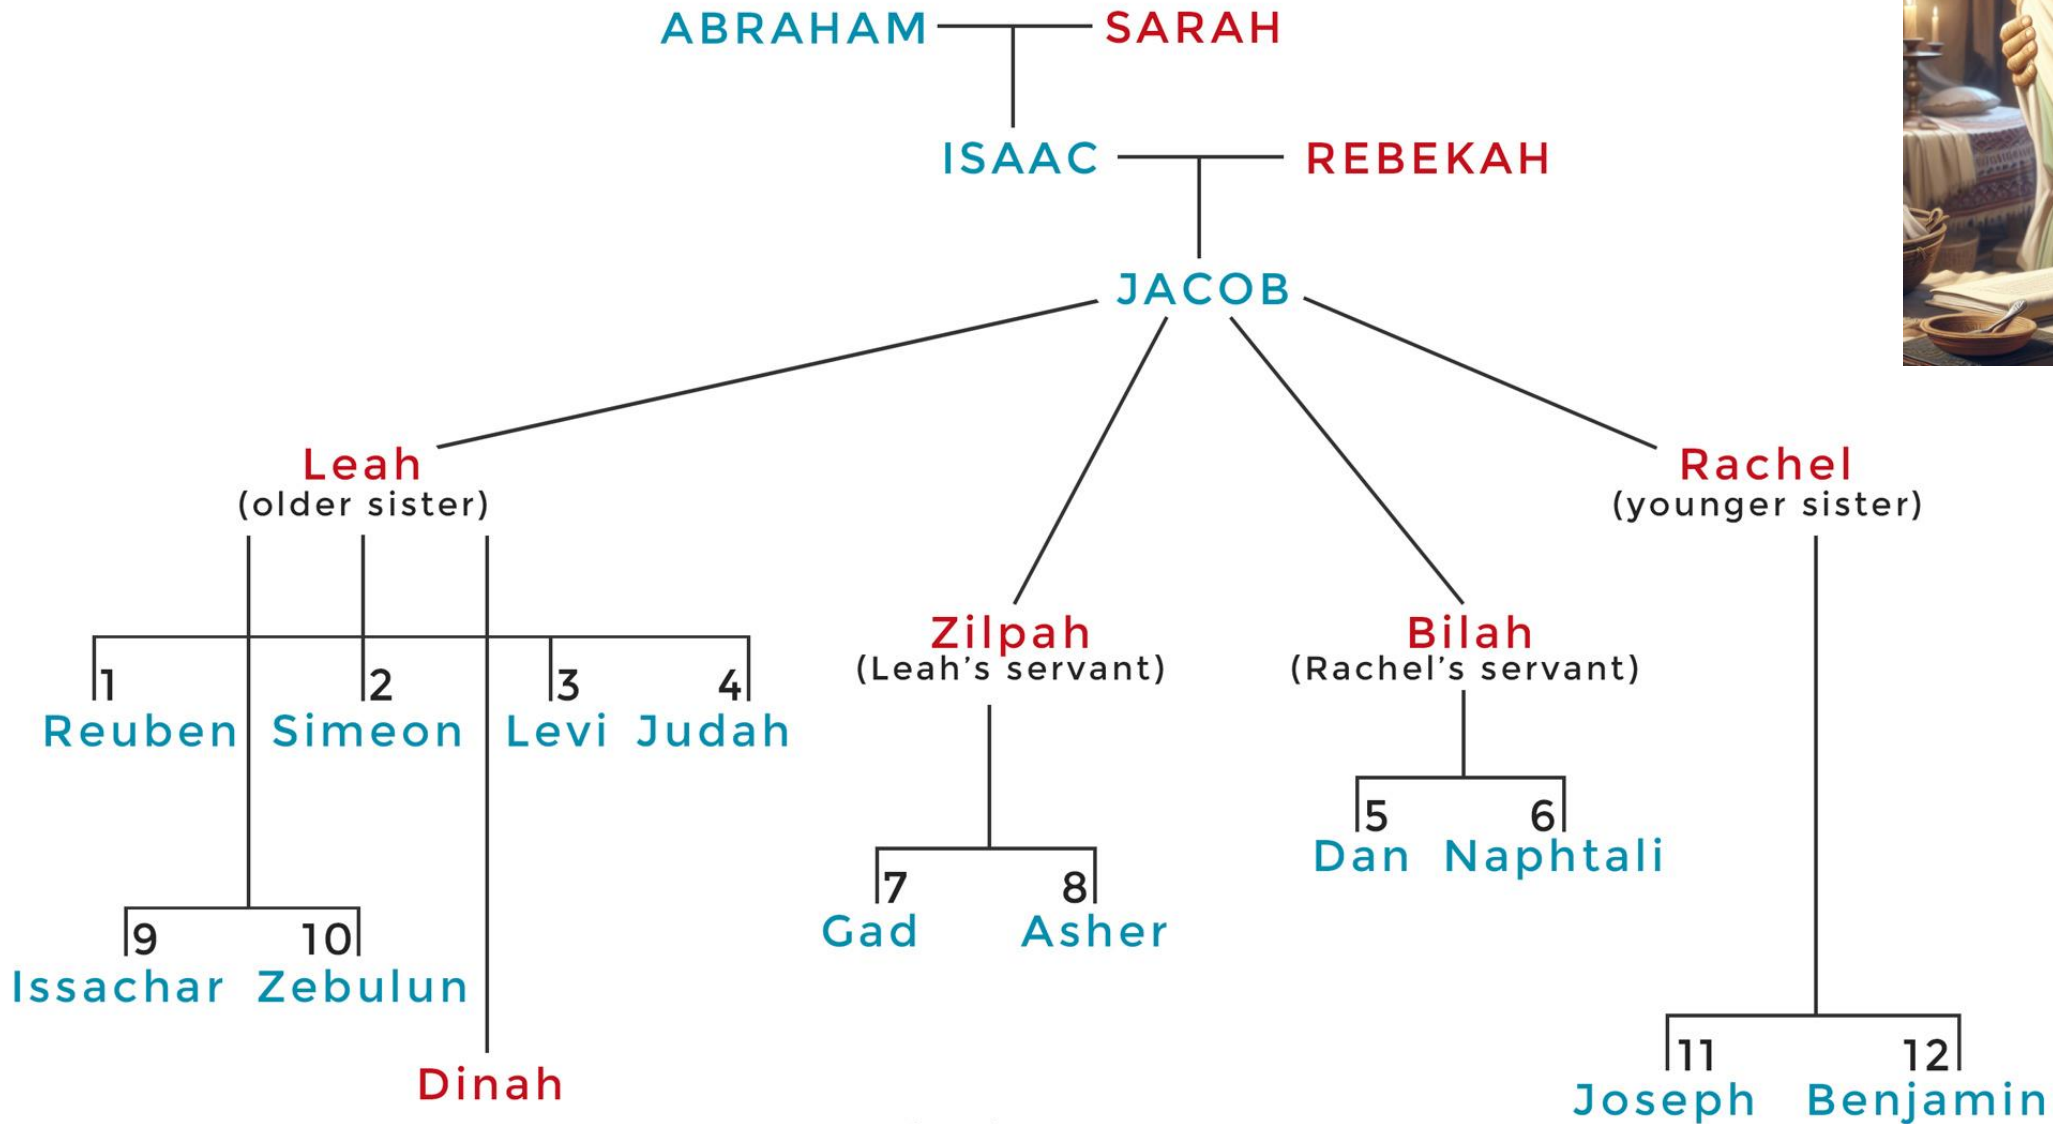 ABRAHAM SARAH
ISAAC REBEKAH
JACOB
Leah
(older sister)
Rachel
(younger sister)
Zilpah
(Leah's servant)
Bilah
(Rachel's servant)
1 2 3 4
Reuben Simeon Levi Judah
5 6
Dan Naphtali
7 8
Gad Asher
9 10
Issachar Zebulun
Dinah
11 12
Joseph Benjamin